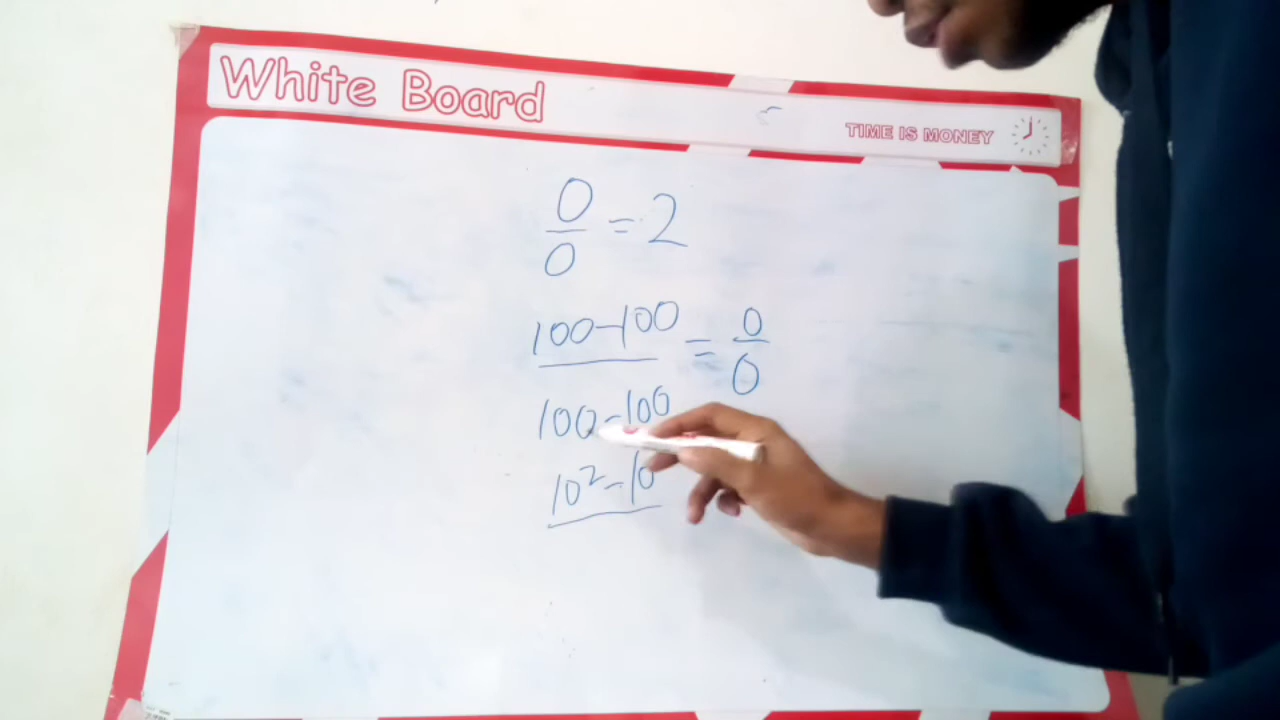 White Board
TIME IS MONEY
0/0 = 2
100-100/100-100 = 0/0
10²-10